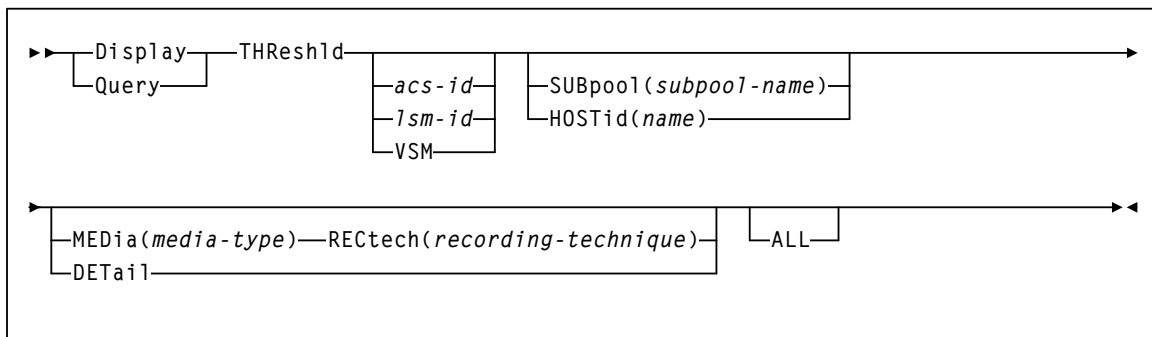 Display THReshld
Query acs-id SUBpool(subpool-name)
lsm-id HOSTid(name)
VSM
MEDia(media-type) RECtech(recording-technique) ALL
DETail